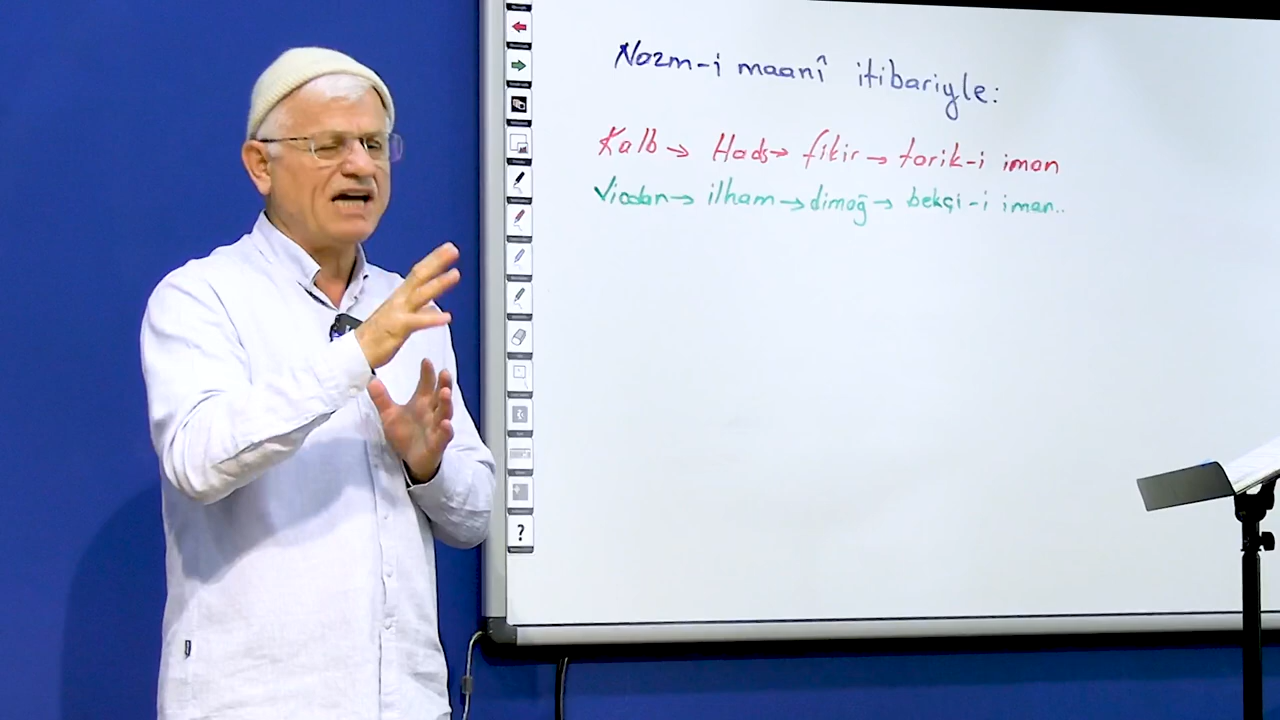 Nazm-i maanî itibariyle:
Kalb → Hads → fikir → tarik-i iman
Vicdan → ilham → dimağ → bekçi-i iman..
?